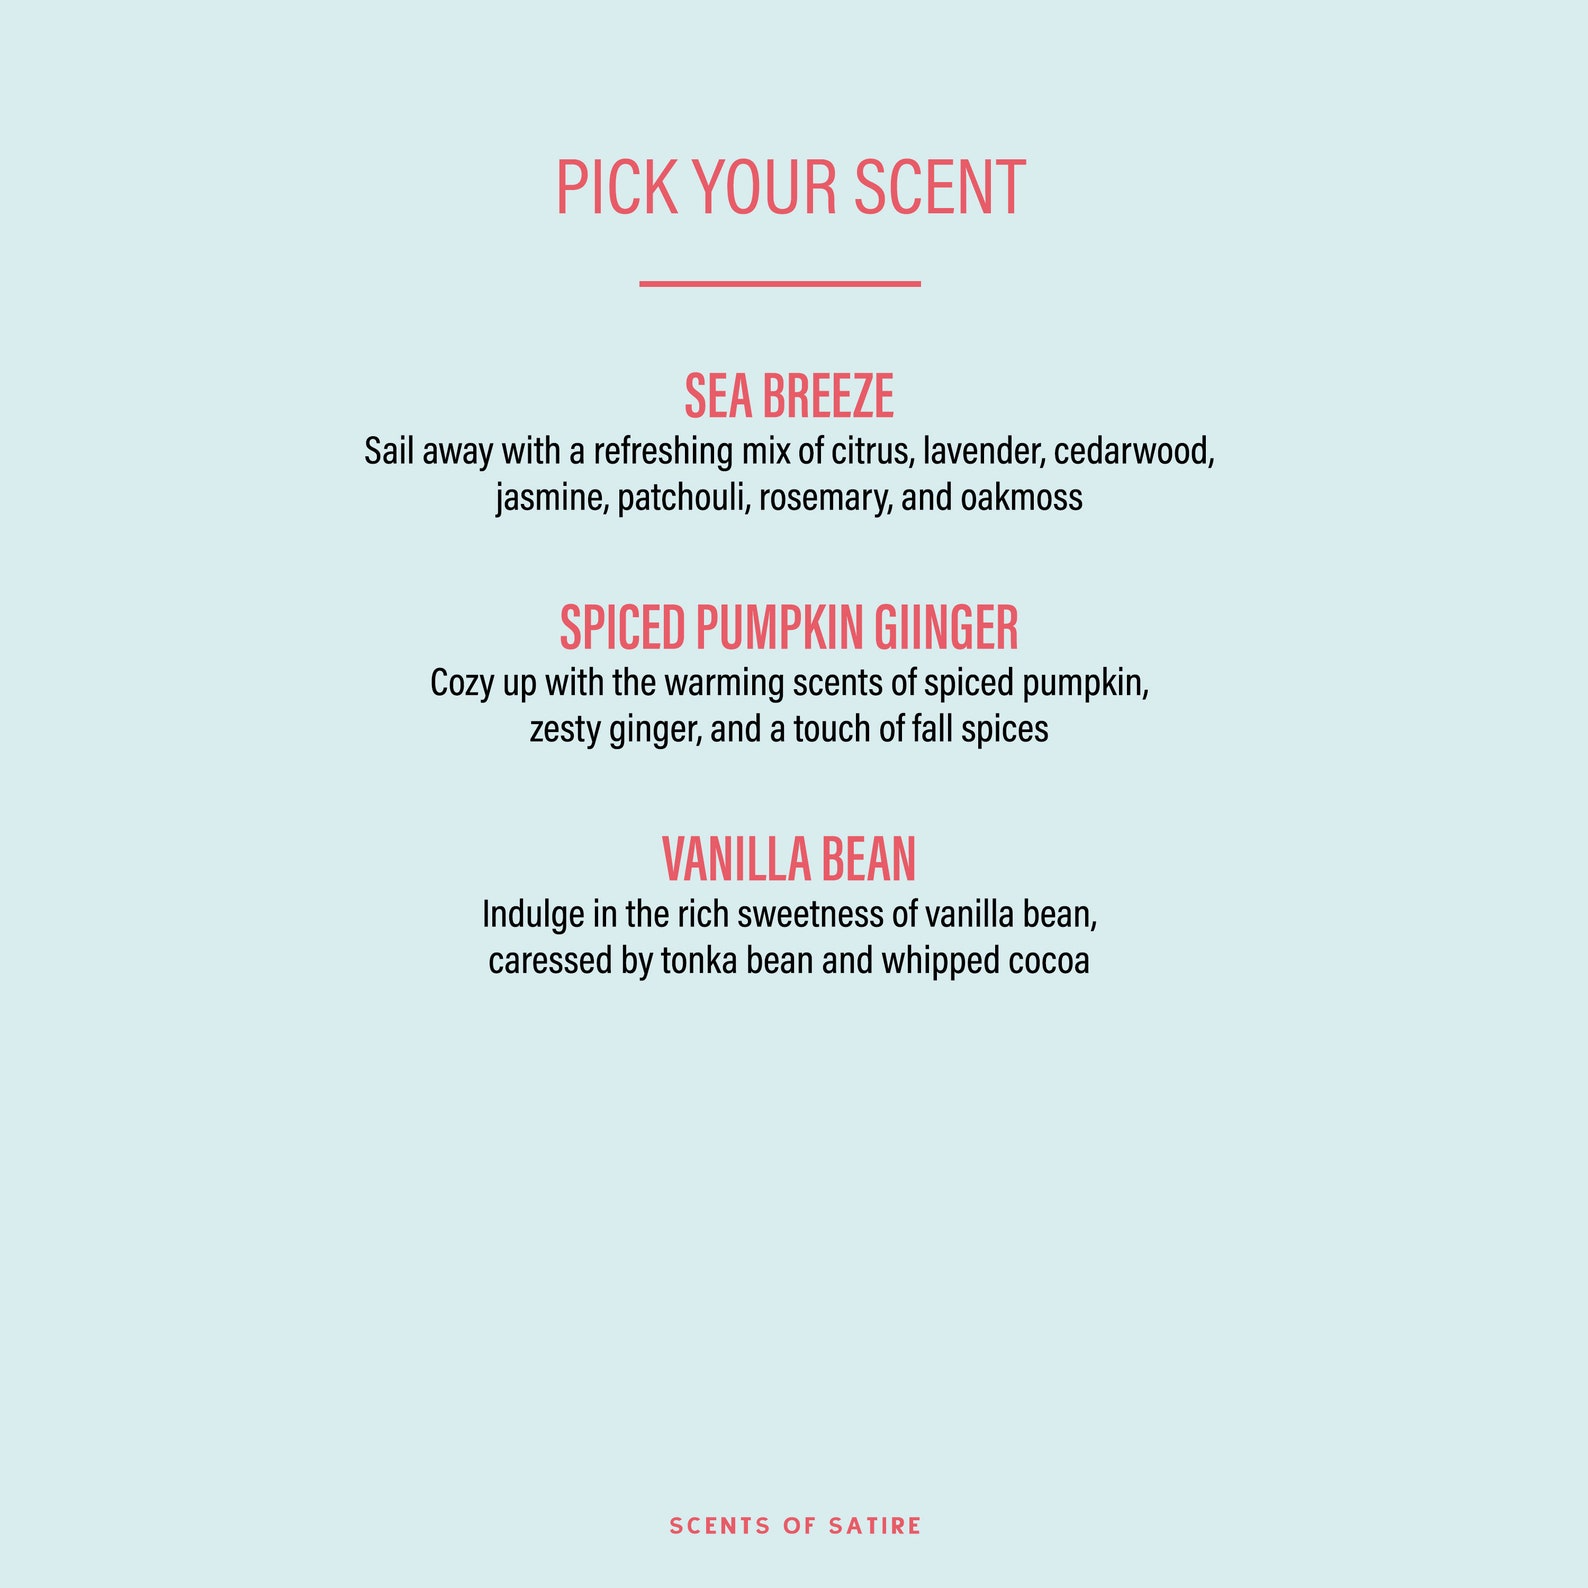 PICK YOUR SCENT
SEA BREEZE
Sail away with a refreshing mix of citrus, lavender, cedarwood,
jasmine, patchouli, rosemary, and oakmoss
SPICED PUMPKIN GIINGER
Cozy up with the warming scents of spiced pumpkin,
zesty ginger, and a touch of fall spices
VANILLA BEAN
Indulge in the rich sweetness of vanilla bean,
caressed by tonka bean and whipped cocoa
SCENTS OF SATIRE